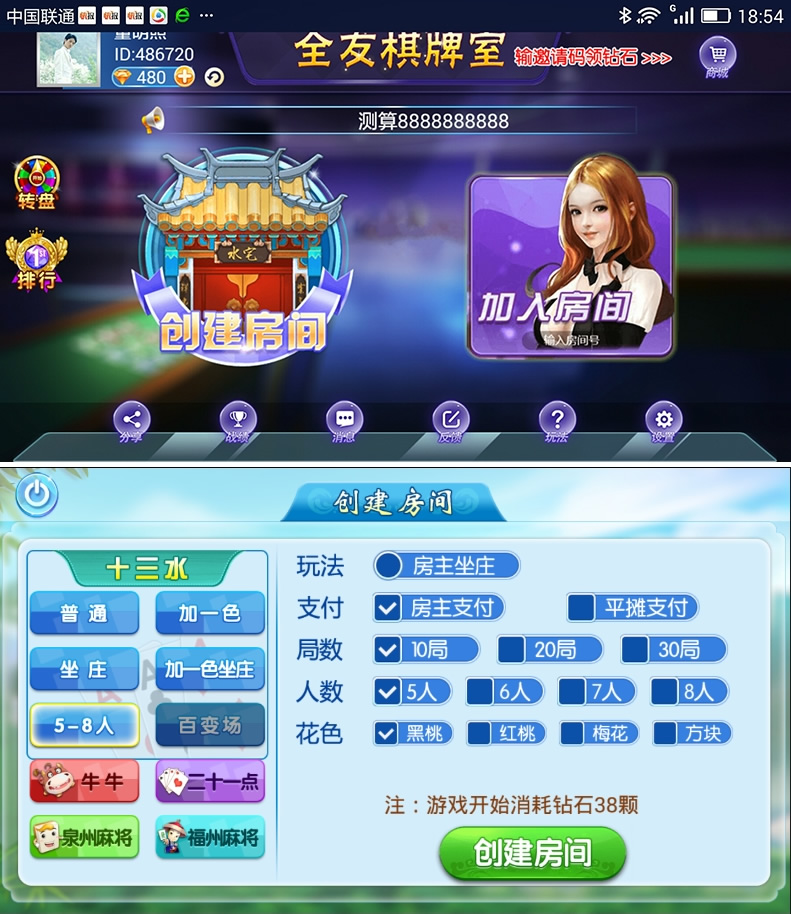 中国联通 ... 18:54
ID:486720
480
全友棋牌室
输邀请码领钻石 >>>
商城
测算8888888888
转盘
排行
创建房间
加入房间
输入房间号
分享 战绩 消息 反馈 玩法 设置
创建房间
十三水
普通 加一色
坐庄 加一色坐庄
5-8人 百变场
牛牛 二十一点
泉州麻将 福州麻将
玩法 房主坐庄
支付 房主支付 平摊支付
局数 10局 20局 30局
人数 5人 6人 7人 8人
花色 黑桃 红桃 梅花 方块
注：游戏开始消耗钻石38颗
创建房间